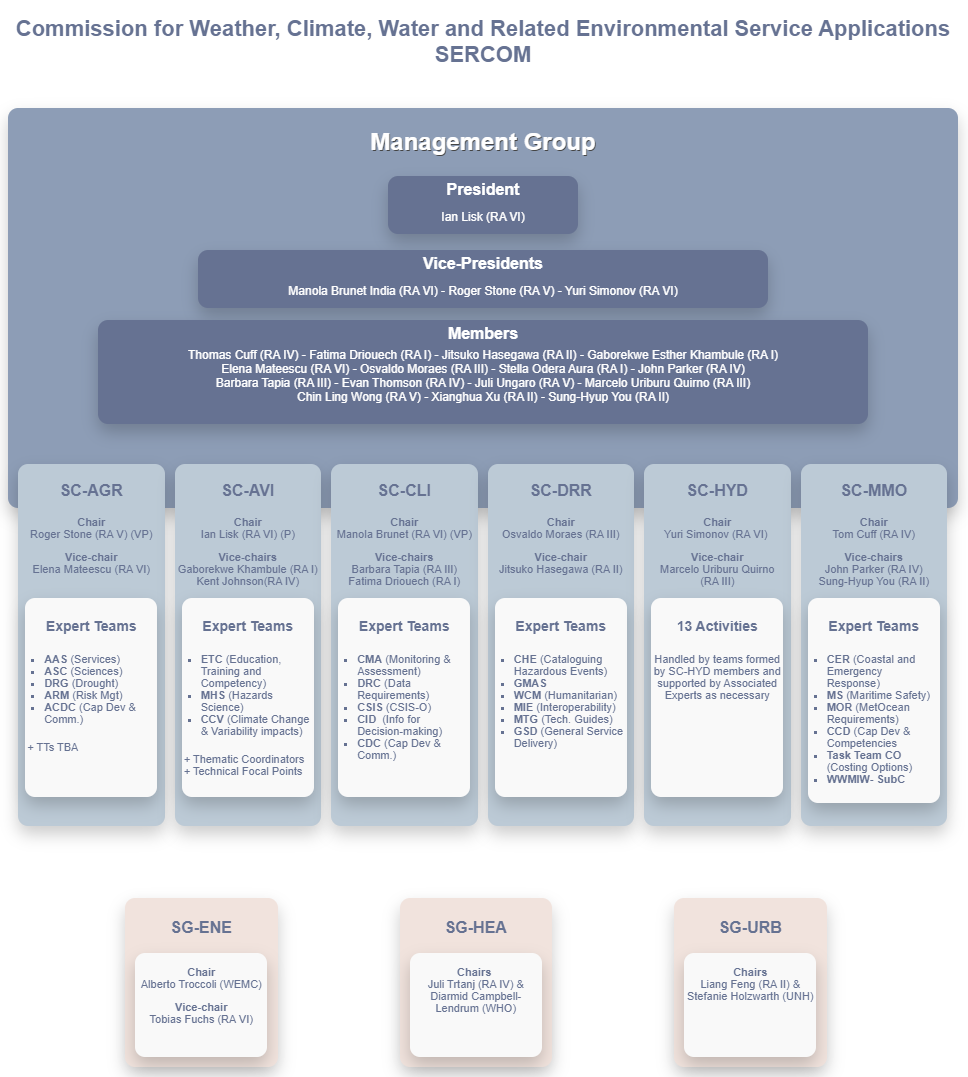 Commission for Weather, Climate, Water and Related Environmental Service Applications
SERCOM
Management Group
President
Ian Lisk (RA VI)
Vice-Presidents
Manola Brunet India (RA VI) - Roger Stone (RA V) - Yuri Simonov (RA VI)
Members
Thomas Cuff (RA IV) - Fatima Driouech (RA I) - Jitsuko Hasegawa (RA II) - Gaborekwe Esther Khambule (RA I)
Elena Mateescu (RA VI) - Osvaldo Moraes (RA III) - Stella Odera Aura (RA I) - John Parker (RA IV)
Barbara Tapia (RA III) - Evan Thomson (RA IV) - Juli Ungaro (RA V) - Marcelo Uriburu Quirno (RA III)
Chin Ling Wong (RA V) - Xianghua Xu (RA II) - Sung-Hyup You (RA II)
SC-AGR
Chair
Roger Stone (RA V) (VP)
Vice-chair
Elena Mateescu (RA VI)
Expert Teams
▪ AAS (Services)
▪ ASC (Sciences)
▪ DRG (Drought)
▪ ARM (Risk Mgt)
▪ ACDC (Cap Dev &
Comm.)
+ TTs TBA
SC-AVI
Chair
Ian Lisk (RA VI) (P)
Vice-chairs
Gaborekwe Khambule (RA I)
Kent Johnson(RA IV)
Expert Teams
▪ ETC (Education,
Training and
Competency)
▪ MHS (Hazards
Science)
▪ CCV (Climate Change
& Variability impacts)
+ Thematic Coordinators
+ Technical Focal Points
SC-CLI
Chair
Manola Brunet (RA VI) (VP)
Vice-chairs
Barbara Tapia (RA III)
Fatima Driouech (RA I)
Expert Teams
▪ CMA (Monitoring &
Assessment)
▪ DRC (Data
Requirements)
▪ CSIS (CSIS-O)
▪ CID (Info for
Decision-making)
▪ CDC (Cap Dev &
Comm.)
SC-DRR
Chair
Osvaldo Moraes (RA III)
Vice-chair
Jitsuko Hasegawa (RA II)
Expert Teams
▪ CHE (Cataloguing
Hazardous Events)
▪ GMAS
▪ WCM (Humanitarian)
▪ MIE (Interoperability)
▪ MTG (Tech. Guides)
▪ GSD (General Service
Delivery)
SC-HYD
Chair
Yuri Simonov (RA VI)
Vice-chair
Marcelo Uriburu Quirno
(RA III)
13 Activities
Handled by teams formed
by SC-HYD members and
supported by Associated
Experts as necessary
SC-MMO
Chair
Tom Cuff (RA IV)
Vice-chairs
John Parker (RA IV)
Sung-Hyup You (RA II)
Expert Teams
▪ CER (Coastal and
Emergency
Response)
▪ MS (Maritime Safety)
▪ MOR (MetOcean
Requirements)
▪ CCD (Cap Dev &
Competencies
▪ Task Team CO
(Costing Options)
▪ WWMIW- SubC
SG-ENE
Chair
Alberto Troccoli (WEMC)
Vice-chair
Tobias Fuchs (RA VI)
SG-HEA
Chairs
Juli Trtanj (RA IV) &
Diarmid Campbell-
Lendrum (WHO)
SG-URB
Chairs
Liang Feng (RA II) &
Stefanie Holzwarth (UNH)